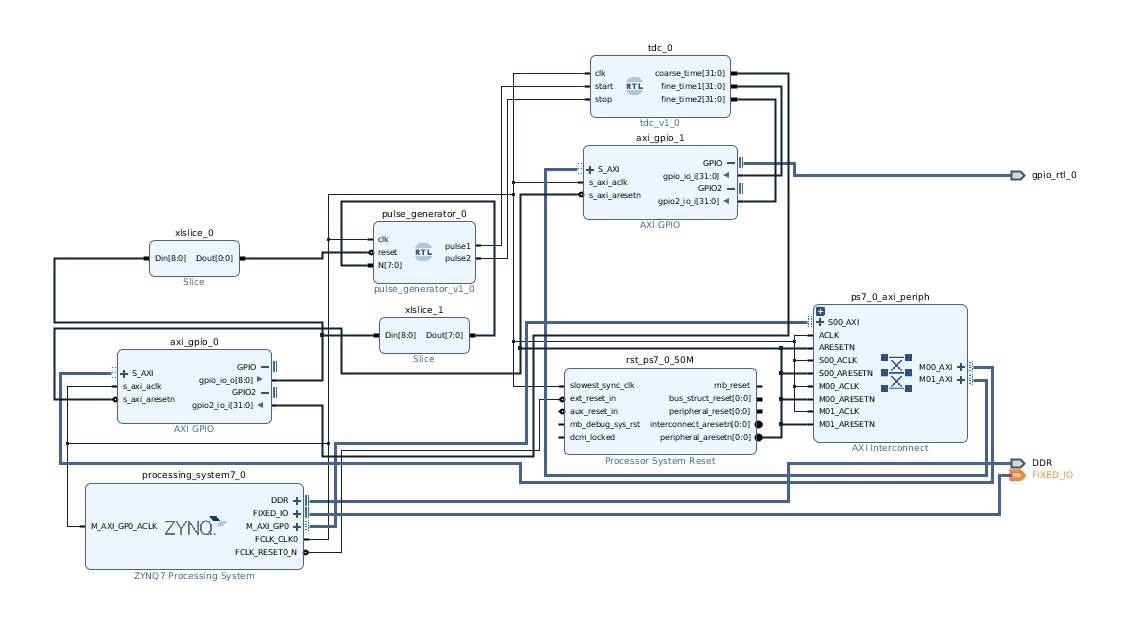 tdc_0
clk
start
stop
RTL
coarse_time[31:0]
fine_time1[31:0]
fine_time2[31:0]
tdc_v1_0
axi_gpio_1
S_AXI
s_axi_aclk
s_axi_aresetn
GPIO
gpio_io_i[31:0]
GPIO2
gpio2_io_i[31:0]
AXI GPIO
gpio_rtl_0
pulse_generator_0
clk
reset
N[7:0]
RTL
pulse1
pulse2
pulse_generator_v1_0
xlslice_0
Din[8:0]
Dout[0:0]
Slice
xlslice_1
Din[8:0]
Dout[7:0]
Slice
axi_gpio_0
S_AXI
s_axi_aclk
s_axi_aresetn
GPIO
gpio_io_o[8:0]
GPIO2
gpio2_io_i[31:0]
AXI GPIO
rst_ps7_0_50M
slowest_sync_clk
ext_reset_in
aux_reset_in
mb_debug_sys_rst
dcm_locked
mb_reset
bus_struct_reset[0:0]
peripheral_reset[0:0]
interconnect_aresetn[0:0]
peripheral_aresetn[0:0]
Processor System Reset
ps7_0_axi_periph
S00_AXI
ACLK
ARESETN
S00_ACLK
S00_ARESETN
M00_ACLK
M00_ARESETN
M01_ACLK
M01_ARESETN
M00_AXI
M01_AXI
AXI Interconnect
DDR
FIXED_IO
processing_system7_0
M_AXI_GP0_ACLK
ZYNQ
DDR
FIXED_IO
M_AXI_GP0
FCLK_CLK0
FCLK_RESET0_N
ZYNQ7 Processing System